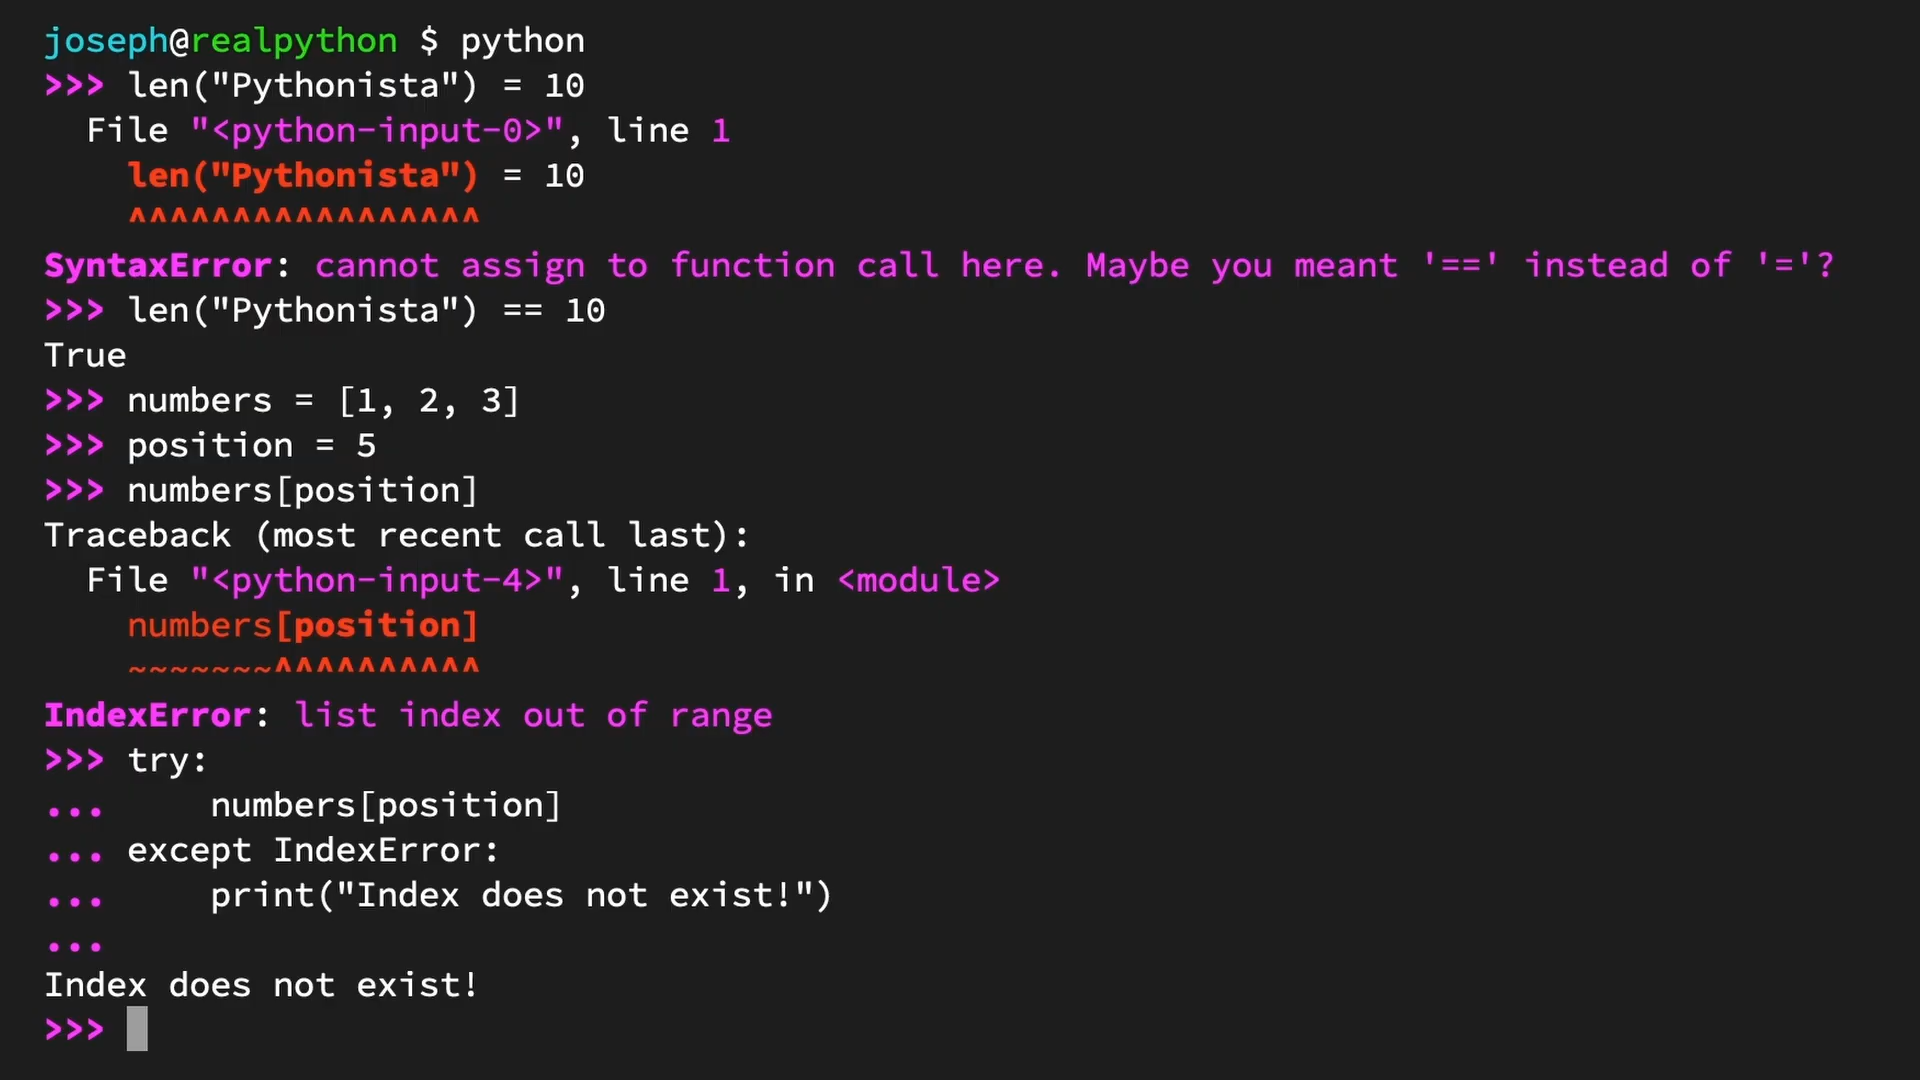 joseph@realpython $ python
>>> len("Pythonista") = 10
  File "<python-input-0>", line 1
    len("Pythonista") = 10
    ^^^^^^^^^^^^^^^^^
SyntaxError: cannot assign to function call here. Maybe you meant '==' instead of '='?
>>> len("Pythonista") == 10
True
>>> numbers = [1, 2, 3]
>>> position = 5
>>> numbers[position]
Traceback (most recent call last):
  File "<python-input-4>", line 1, in <module>
    numbers[position]
    ~~~~~~~^^^^^^^^^^
IndexError: list index out of range
>>> try:
...     numbers[position]
... except IndexError:
...     print("Index does not exist!")
...
Index does not exist!
>>>